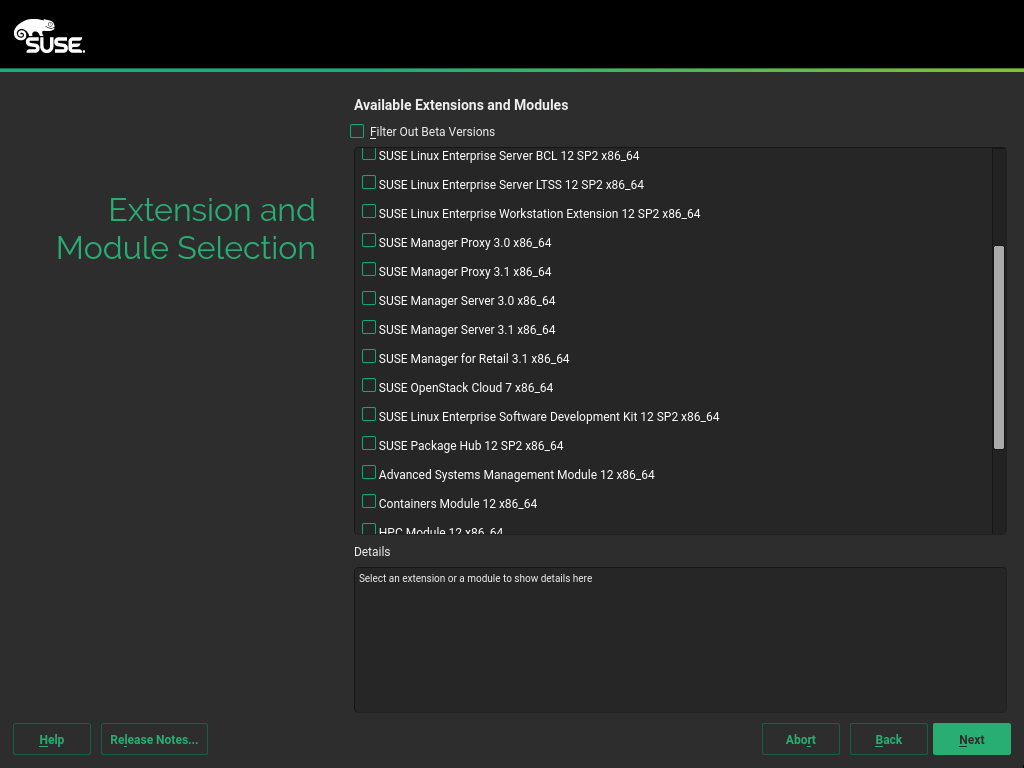 SUSE.
Available Extensions and Modules
Filter Out Beta Versions
SUSE Linux Enterprise Server BCL 12 SP2 x86_64
SUSE Linux Enterprise Server LTSS 12 SP2 x86_64
SUSE Linux Enterprise Workstation Extension 12 SP2 x86_64
SUSE Manager Proxy 3.0 x86_64
SUSE Manager Proxy 3.1 x86_64
SUSE Manager Server 3.0 x86_64
SUSE Manager Server 3.1 x86_64
SUSE Manager for Retail 3.1 x86_64
SUSE OpenStack Cloud 7 x86_64
SUSE Linux Enterprise Software Development Kit 12 SP2 x86_64
SUSE Package Hub 12 SP2 x86_64
Advanced Systems Management Module 12 x86_64
Containers Module 12 x86_64
HPC Module 12 x86_64
Extension and
Module Selection
Details
Select an extension or a module to show details here
Help
Release Notes...
Abort
Back
Next